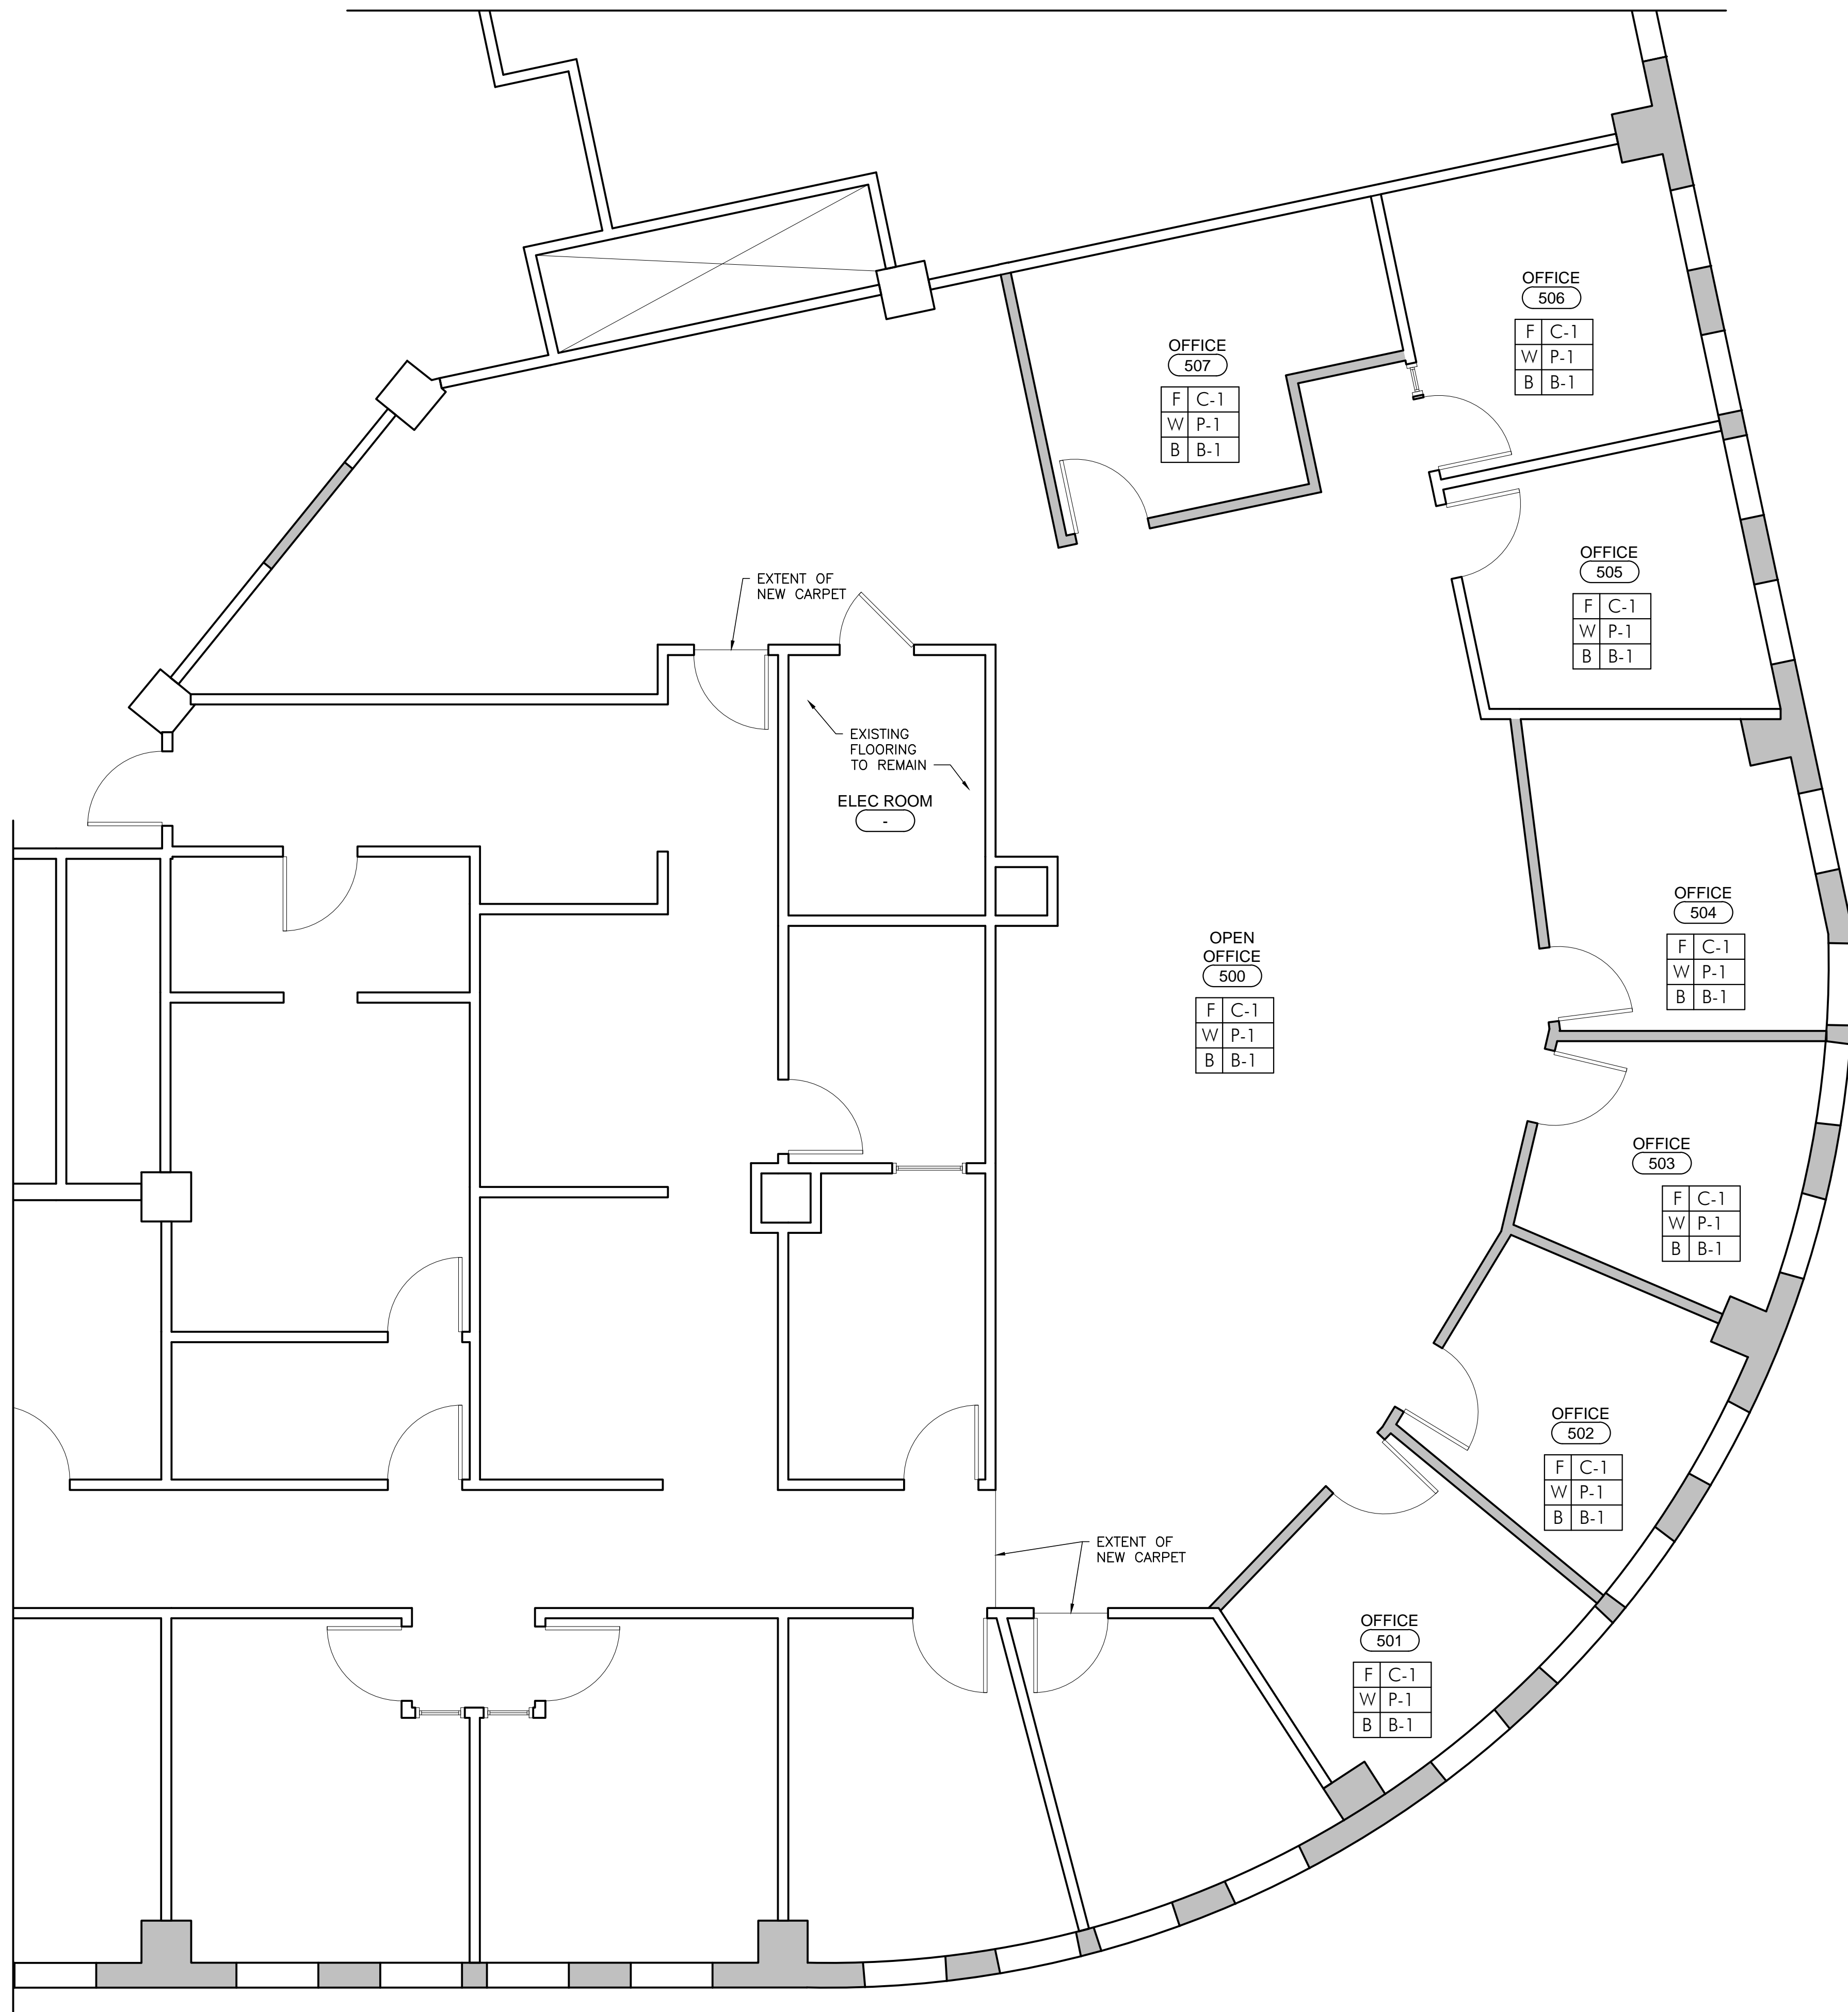 OFFICE
506
F C-1
W P-1
B B-1
OFFICE
507
F C-1
W P-1
B B-1
OFFICE
505
F C-1
W P-1
B B-1
EXTENT OF
NEW CARPET
EXISTING
FLOORING
TO REMAIN
ELEC ROOM
-
OFFICE
504
F C-1
W P-1
B B-1
OPEN
OFFICE
500
F C-1
W P-1
B B-1
OFFICE
503
F C-1
W P-1
B B-1
OFFICE
502
F C-1
W P-1
B B-1
EXTENT OF
NEW CARPET
OFFICE
501
F C-1
W P-1
B B-1